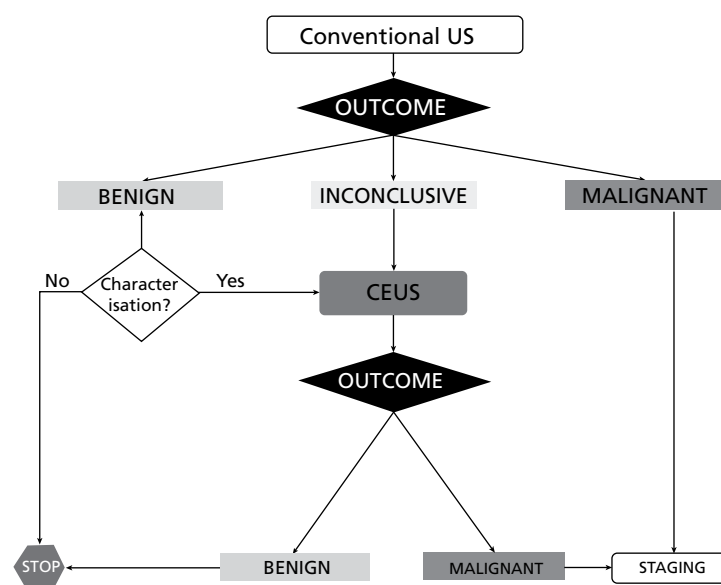 Conventional US
OUTCOME
BENIGN
INCONCLUSIVE
MALIGNANT
No
Character
isation?
Yes
CEUS
OUTCOME
STOP
BENIGN
MALIGNANT
STAGING